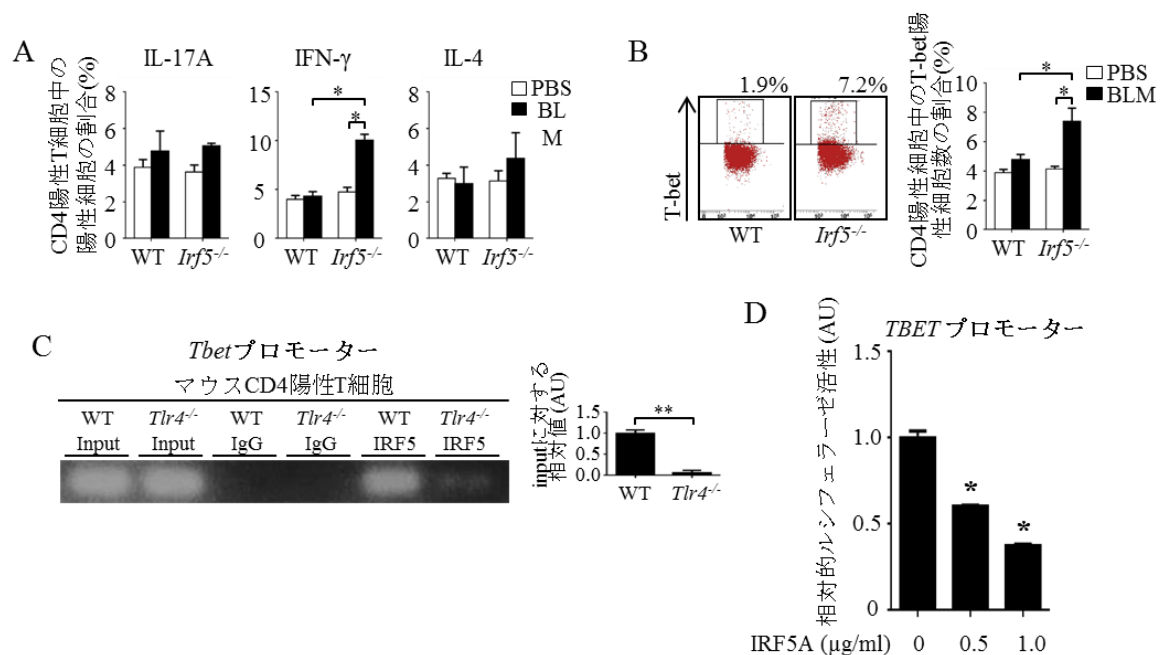 A
IL-17A
IFN-γ
IL-4
CD4陽性T細胞中の
陽性細胞の割合(%)
8
6
4
2
0
15
10
5
0
8
6
4
2
0
*
*
PBS
BL
M
WT
Irf5-/-
WT
Irf5-/-
WT
Irf5-/-
B
1.9%
7.2%
T-bet
WT
Irf5-/-
CD4陽性細胞中のT-bet陽
性細胞数の割合(%)
10
8
6
4
2
0
*
*
PBS
BLM
WT
Irf5-/-
C
Tbetプロモーター
マウスCD4陽性T細胞
WT Tlr4-/- WT Tlr4-/- WT Tlr4-/-
Input Input IgG IgG IRF5 IRF5
inputに対する
相対値(AU)
1.5
1.0
0.5
0.0
**
WT
Tlr4-/-
D
TBET プロモーター
相対的ルシフェラーゼ活性(AU)
1.5
1.0
0.5
0
*
*
IRF5A (μg/ml) 0 0.5 1.0